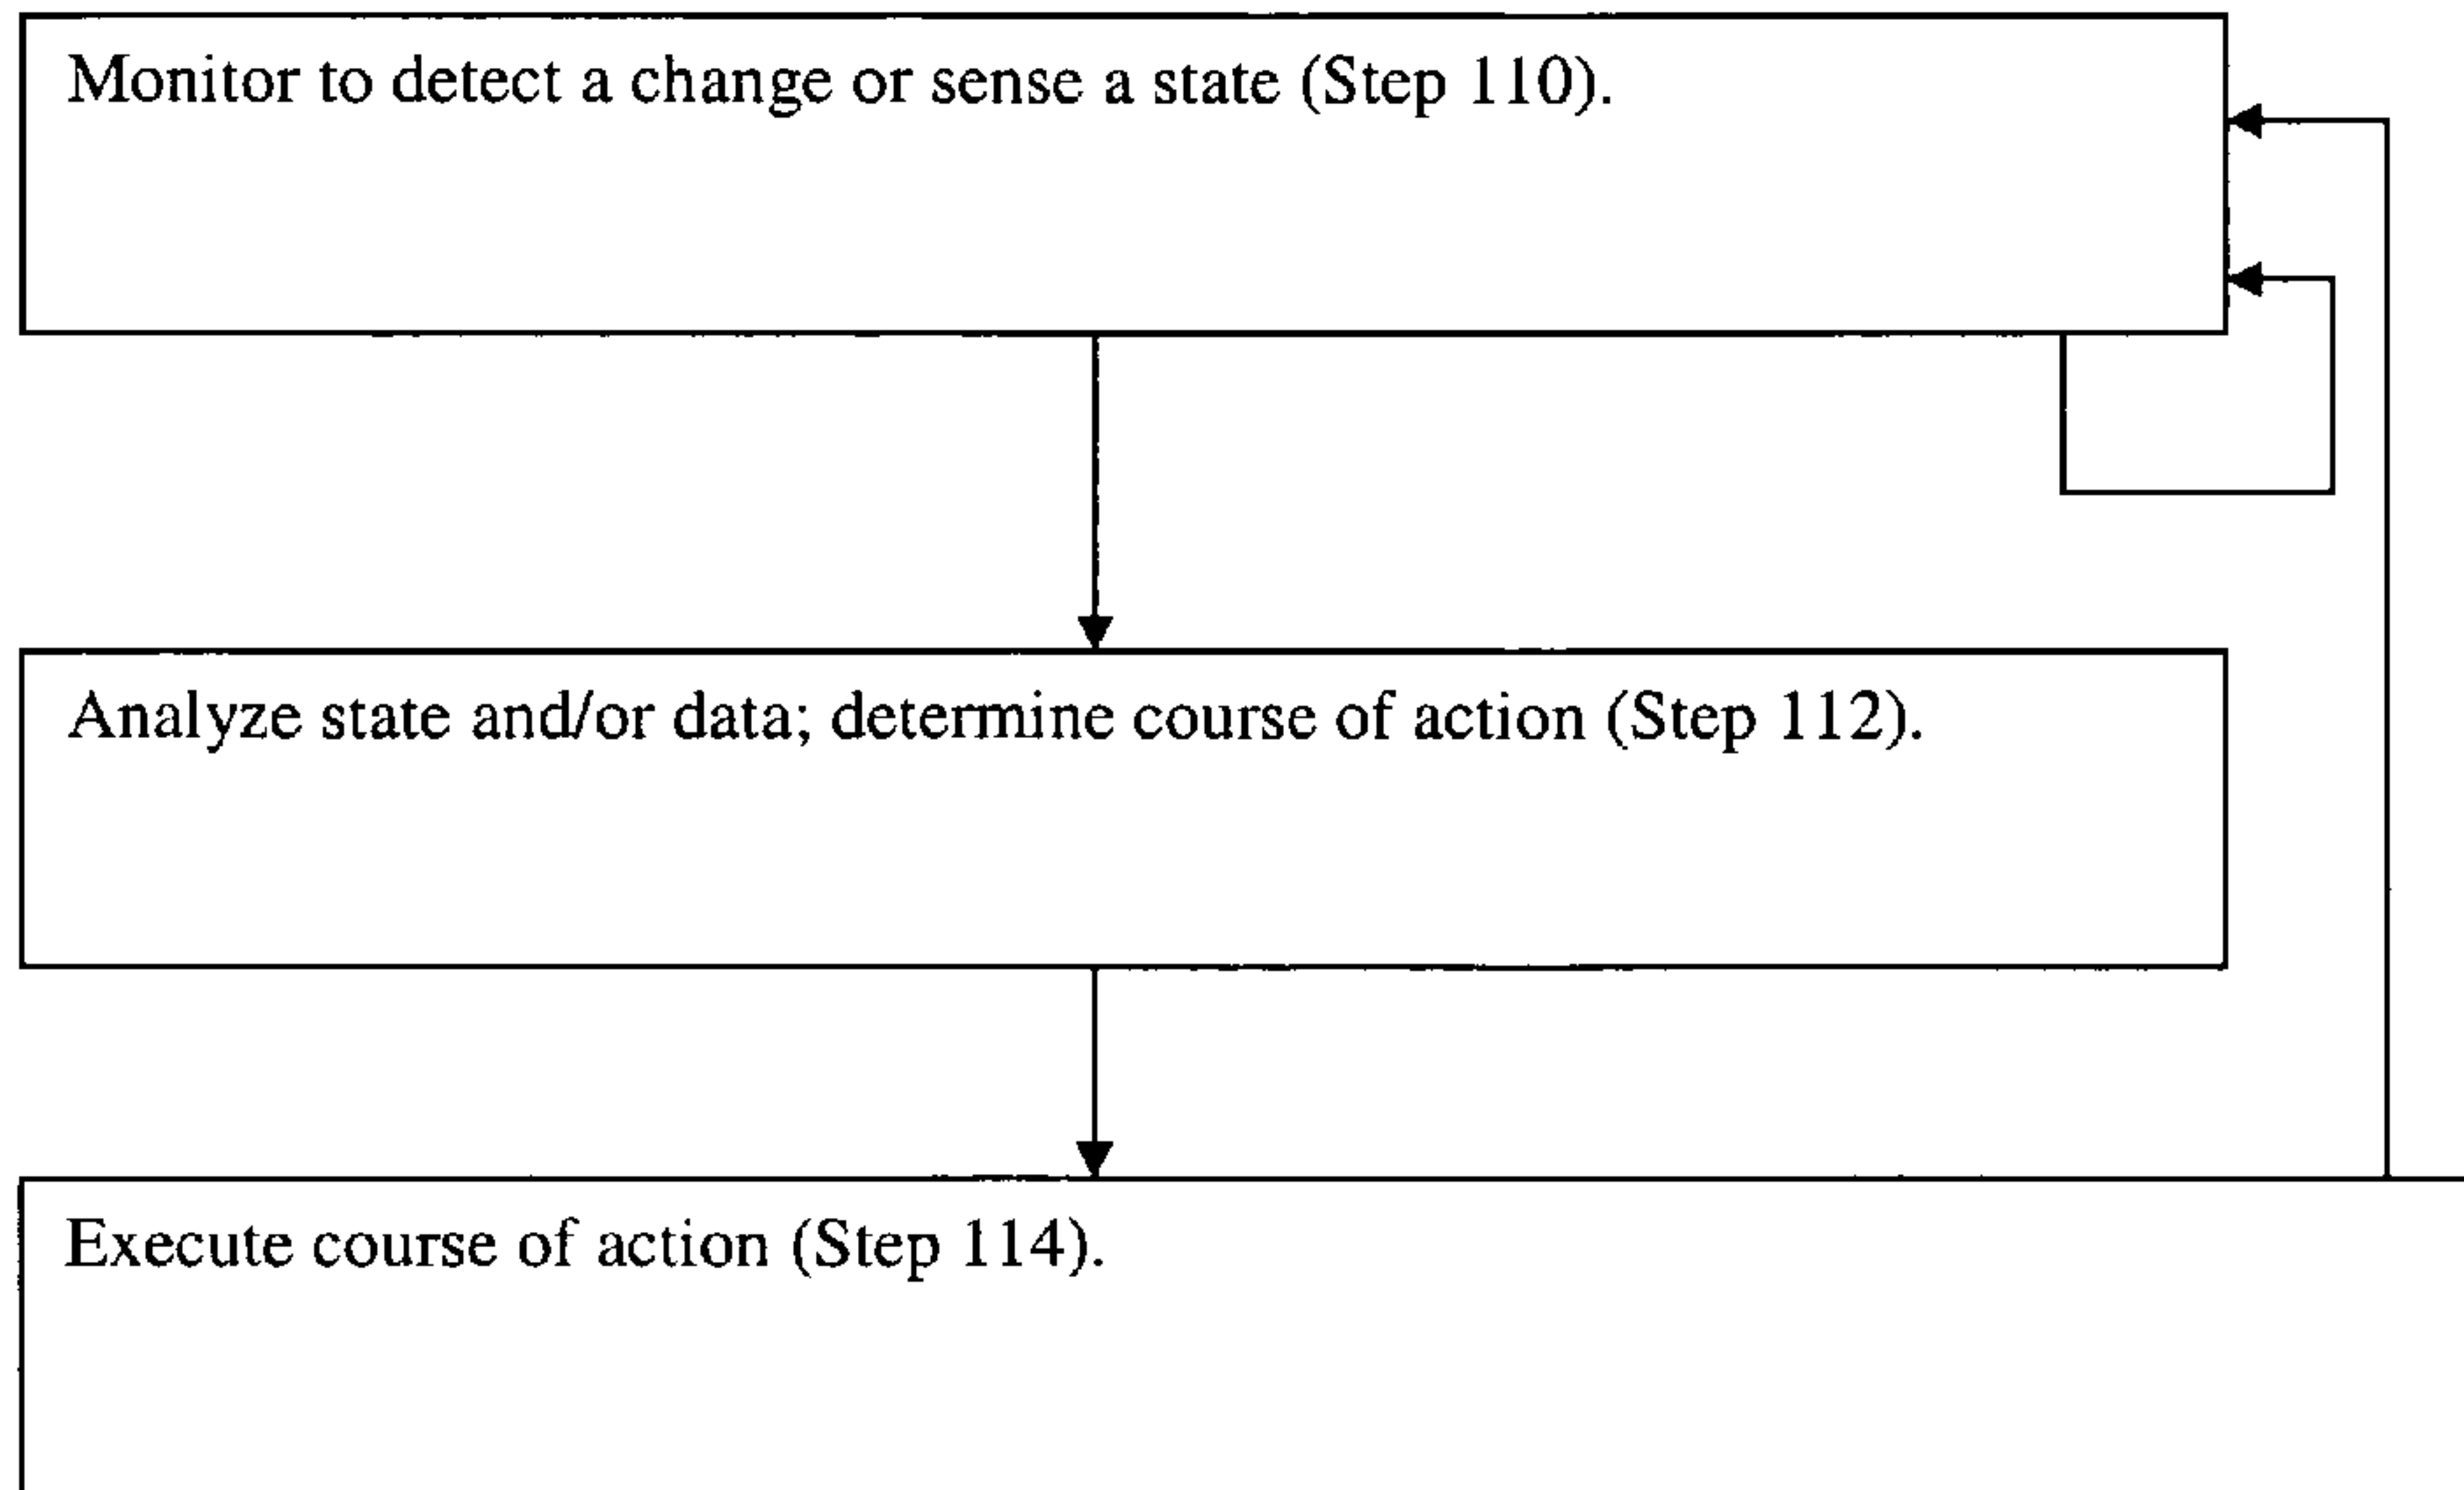 Monitor to detect a change or sense a state (Step 110).
Analyze state and/or data; determine course of action (Step 112).
Execute course of action (Step 114).